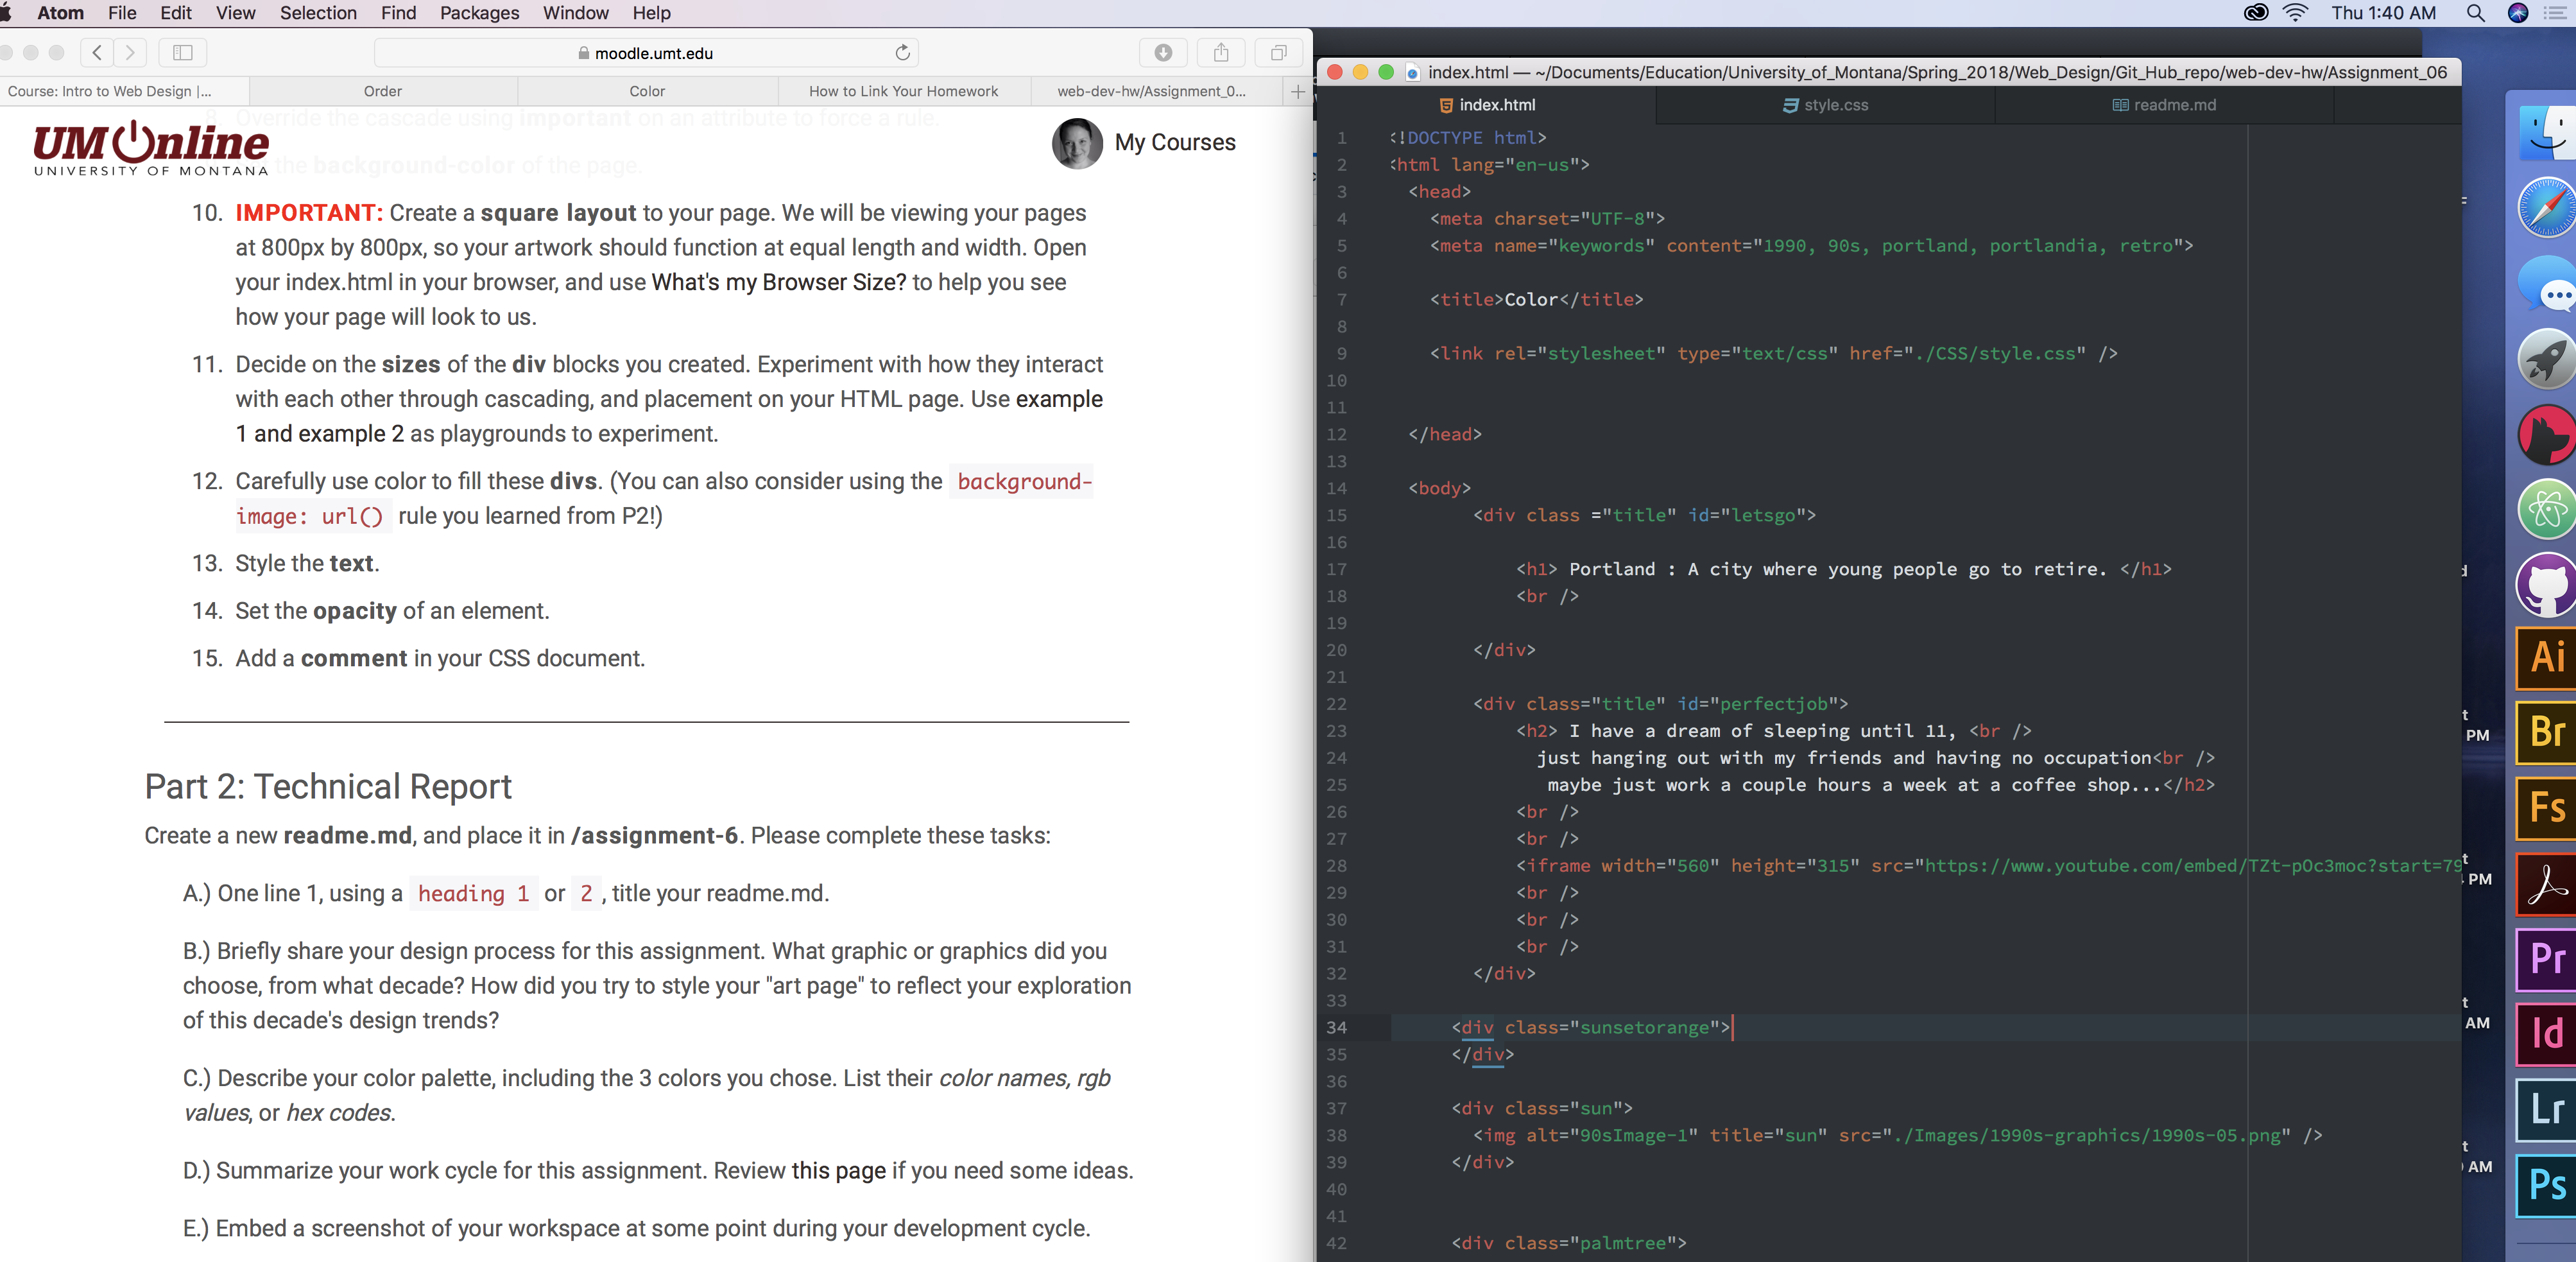 Atom File Edit View Selection Find Packages Window Help
Thu 1:40 AM
moodle.umt.edu
Course: Intro to Web Design |... Order Color How to Link Your Homework web-dev-hw/Assignment_0...
8. Override the cascade using important on an attribute to force a rule.
UM Online
UNIVERSITY OF MONTANA
the background-color of the page.
My Courses
10. IMPORTANT: Create a square layout to your page. We will be viewing your pages
at 800px by 800px, so your artwork should function at equal length and width. Open
your index.html in your browser, and use What's my Browser Size? to help you see
how your page will look to us.
11. Decide on the sizes of the div blocks you created. Experiment with how they interact
with each other through cascading, and placement on your HTML page. Use example
1 and example 2 as playgrounds to experiment.
12. Carefully use color to fill these divs. (You can also consider using the background-
image: url() rule you learned from P2!)
13. Style the text.
14. Set the opacity of an element.
15. Add a comment in your CSS document.
Part 2: Technical Report
Create a new readme.md, and place it in /assignment-6. Please complete these tasks:
A.) One line 1, using a heading 1 or 2 , title your readme.md.
B.) Briefly share your design process for this assignment. What graphic or graphics did you
choose, from what decade? How did you try to style your "art page" to reflect your exploration
of this decade's design trends?
C.) Describe your color palette, including the 3 colors you chose. List their color names, rgb
values, or hex codes.
D.) Summarize your work cycle for this assignment. Review this page if you need some ideas.
E.) Embed a screenshot of your workspace at some point during your development cycle.
index.html — ~/Documents/Education/University_of_Montana/Spring_2018/Web_Design/Git_Hub_repo/web-dev-hw/Assignment_06
index.html style.css readme.md
1 <!DOCTYPE html>
2 <html lang="en-us">
3 <head>
4 <meta charset="UTF-8">
5 <meta name="keywords" content="1990, 90s, portland, portlandia, retro">
6
7 <title>Color</title>
8
9 <link rel="stylesheet" type="text/css" href="./CSS/style.css" />
10
11
12 </head>
13
14 <body>
15 <div class ="title" id="letsgo">
16
17 <h1> Portland : A city where young people go to retire. </h1>
18 <br />
19
20 </div>
21
22 <div class="title" id="perfectjob">
23 <h2> I have a dream of sleeping until 11, <br />
24 just hanging out with my friends and having no occupation<br />
25 maybe just work a couple hours a week at a coffee shop...</h2>
26 <br />
27 <br />
28 <iframe width="560" height="315" src="https://www.youtube.com/embed/TZt-pOc3moc?start=79
29 <br />
30 <br />
31 <br />
32 </div>
33
34 <div class="sunsetorange">
35 </div>
36
37 <div class="sun">
38 <img alt="90sImage-1" title="sun" src="./Images/1990s-graphics/1990s-05.png" />
39 </div>
40
41
42 <div class="palmtree">
t
PM
t
PM
t
AM
t
AM
Ai
Br
Fs
Pr
Id
Lr
Ps